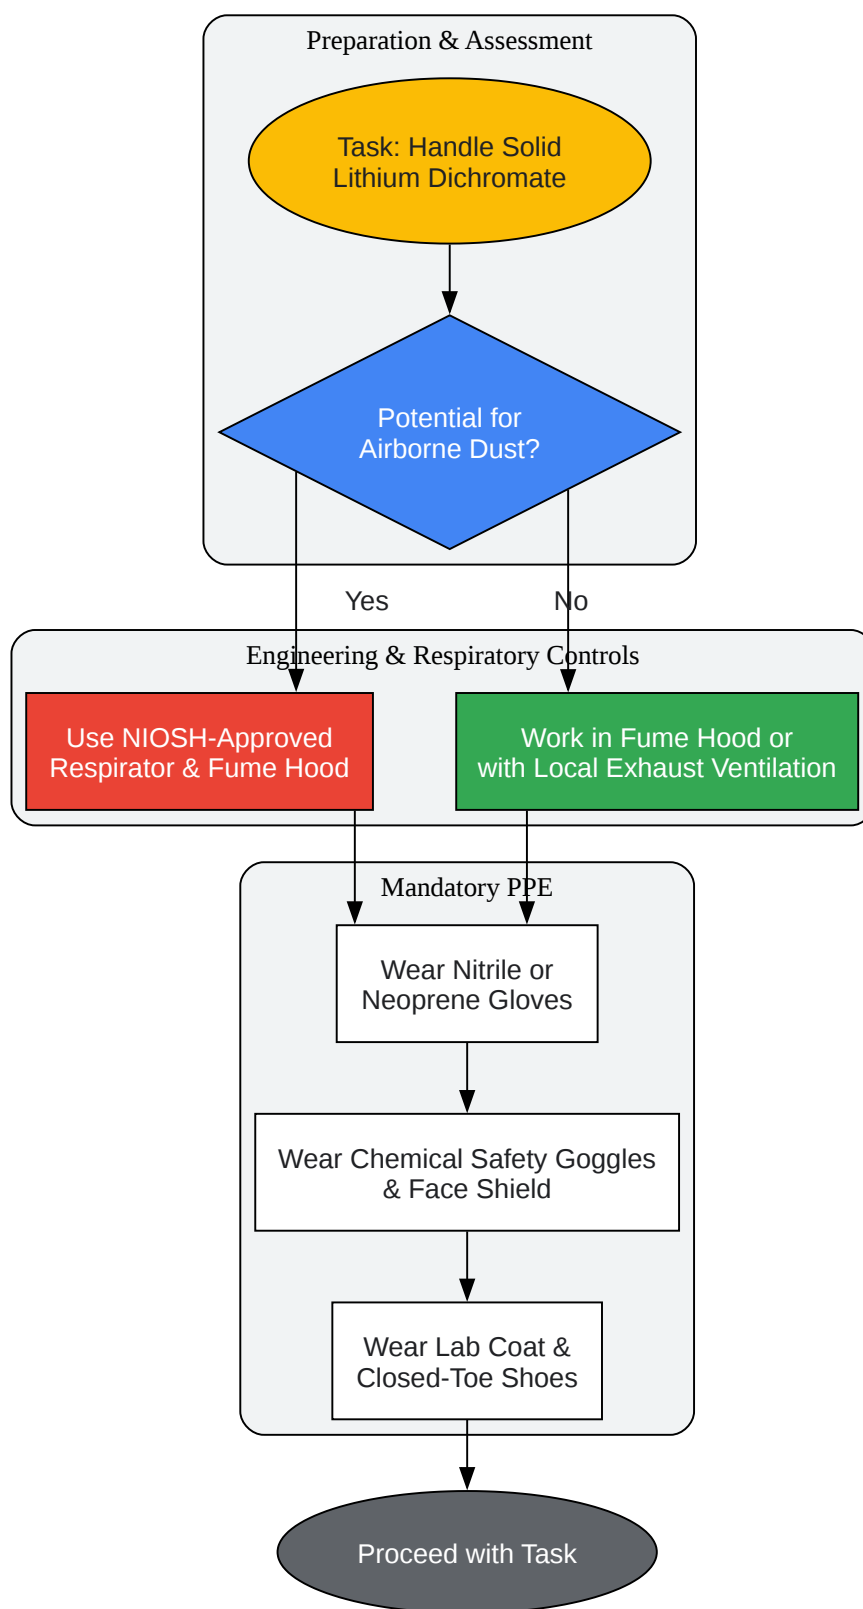 Preparation & Assessment
Task: Handle Solid
Lithium Dichromate
Potential for
Airborne Dust?
Yes
No
Engineering & Respiratory Controls
Use NIOSH-Approved
Respirator & Fume Hood
Work in Fume Hood or
with Local Exhaust Ventilation
Mandatory PPE
Wear Nitrile or
Neoprene Gloves
Wear Chemical Safety Goggles
& Face Shield
Wear Lab Coat &
Closed-Toe Shoes
Proceed with Task